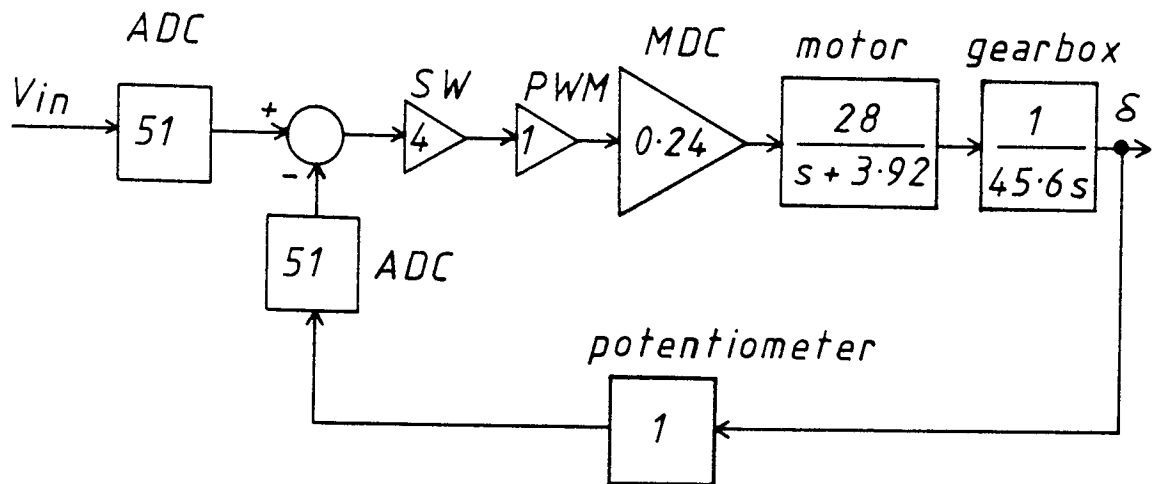 ADC
Vin
51
+
-
SW
4
PWM
1
MDC
0·24
motor
28
s + 3·92
gearbox
1
45·6 s
δ
51
ADC
potentiometer
1